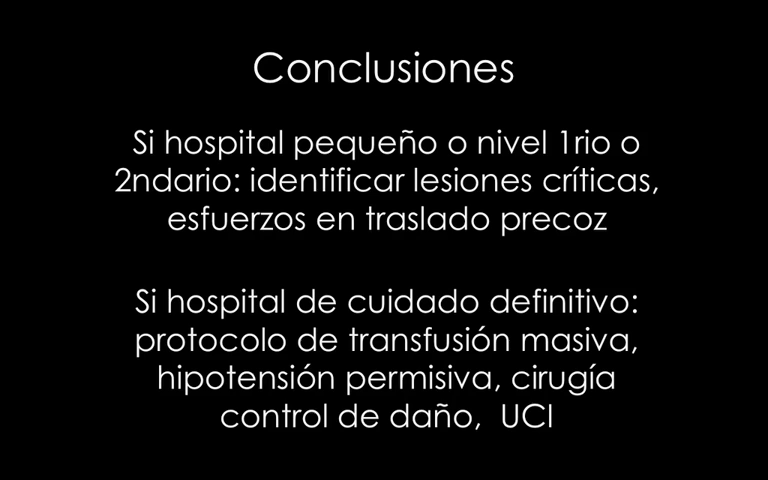 Conclusiones
Si hospital pequeño o nivel 1rio o
2ndario: identificar lesiones críticas,
esfuerzos en traslado precoz
Si hospital de cuidado definitivo:
protocolo de transfusión masiva,
hipotensión permisiva, cirugía
control de daño, UCI